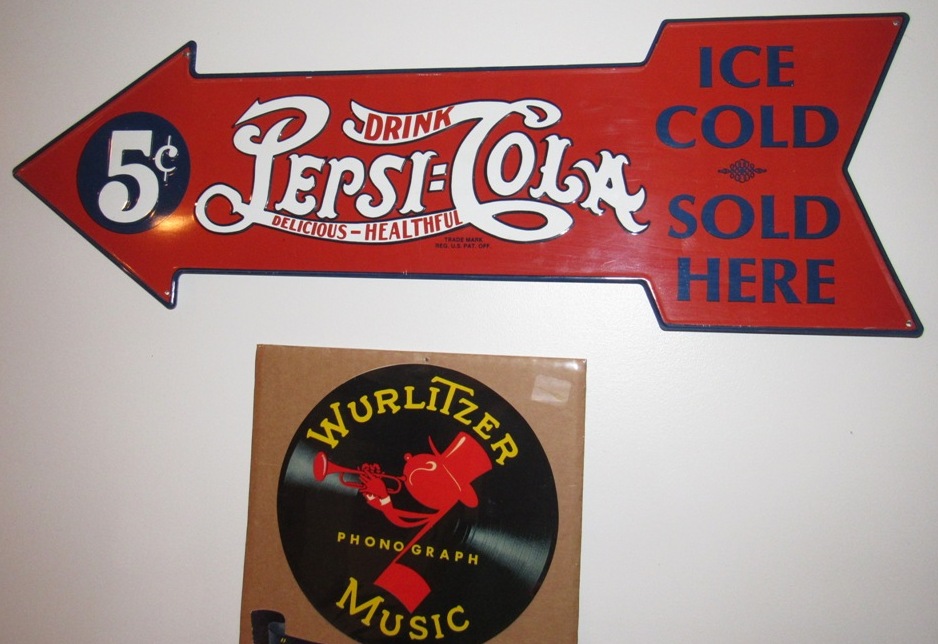 5¢
DRINK
PEPSI=COLA
DELICIOUS-HEALTHFUL
TRADE MARK
REG. U.S. PAT. OFF.
ICE
COLD
SOLD
HERE
WURLITZER
PHONOGRAPH
MUSIC